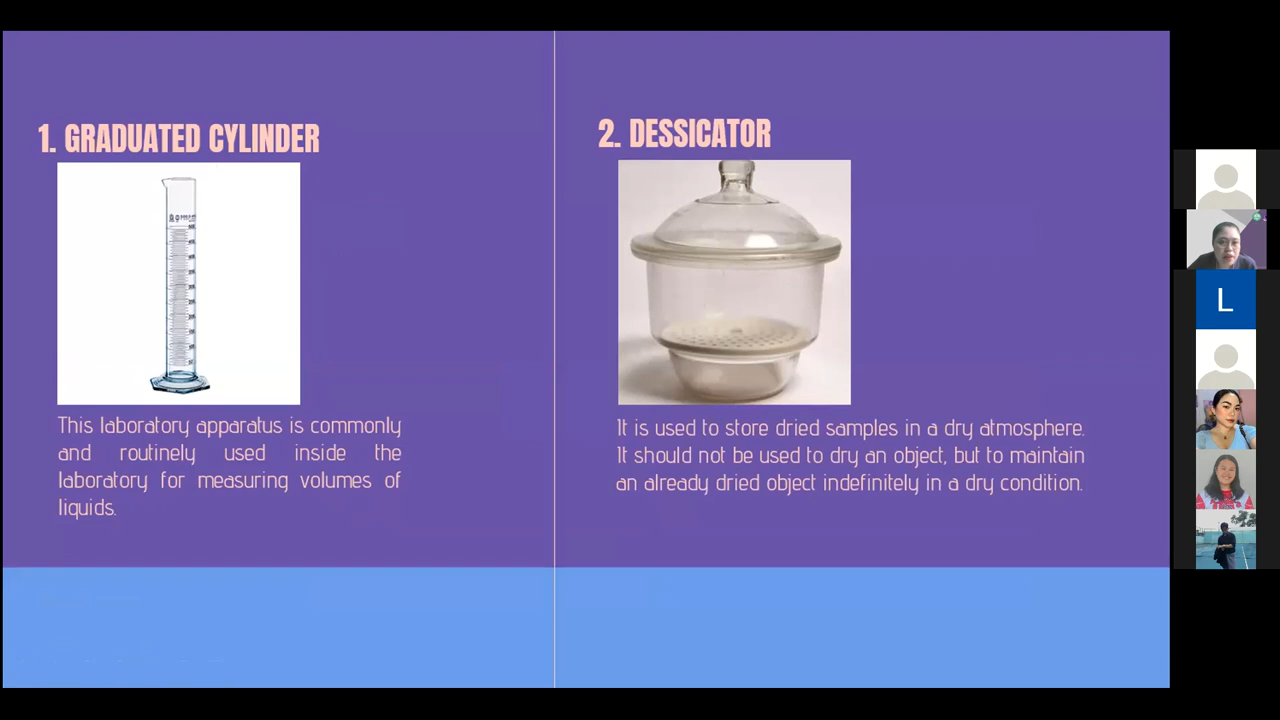 1. GRADUATED CYLINDER
This laboratory apparatus is commonly
and routinely used inside the
laboratory for measuring volumes of
liquids.
2. DESSICATOR
It is used to store dried samples in a dry atmosphere.
It should not be used to dry an object, but to maintain
an already dried object indefinitely in a dry condition.
L